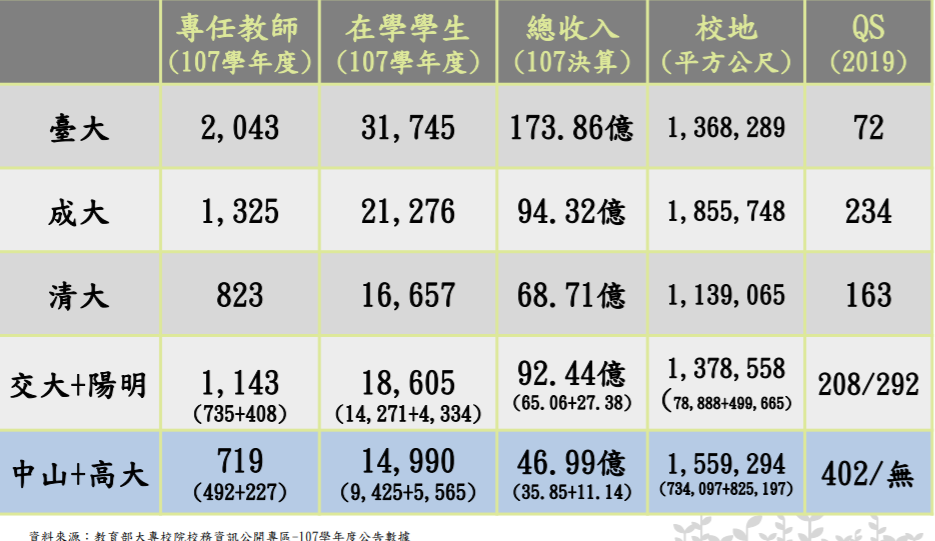 專任教師 在學學生 總收入 校地 QS
(107學年度) (107學年度) (107決算) (平方公尺) (2019)
臺大 2,043 31,745 173.86億 1,368,289 72
成大 1,325 21,276 94.32億 1,855,748 234
清大 823 16,657 68.71億 1,139,065 163
交大+陽明 1,143 18,605 92.44億 1,378,558 208/292
(735+408) (14,271+4,334) (65.06+27.38) (78,888+499,665)
中山+高大 719 14,990 46.99億 1,559,294 402/無
(492+227) (9,425+5,565) (35.85+11.14) (734,097+825,197)
資料來源：教育部大專校院校務資訊公開專區-107學年度公告數據